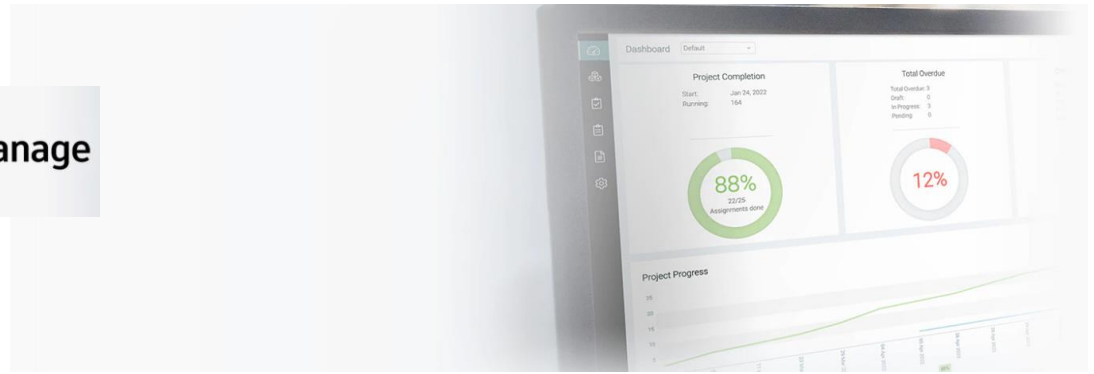 anage
Dashboard Default
Project Completion
Start: Jan 24, 2022
Running: 164
88%
22/25
Assignments done
Total Overdue
Total Overdue: 3
Draft: 0
In Progress: 3
Pending: 0
12%
Project Progress